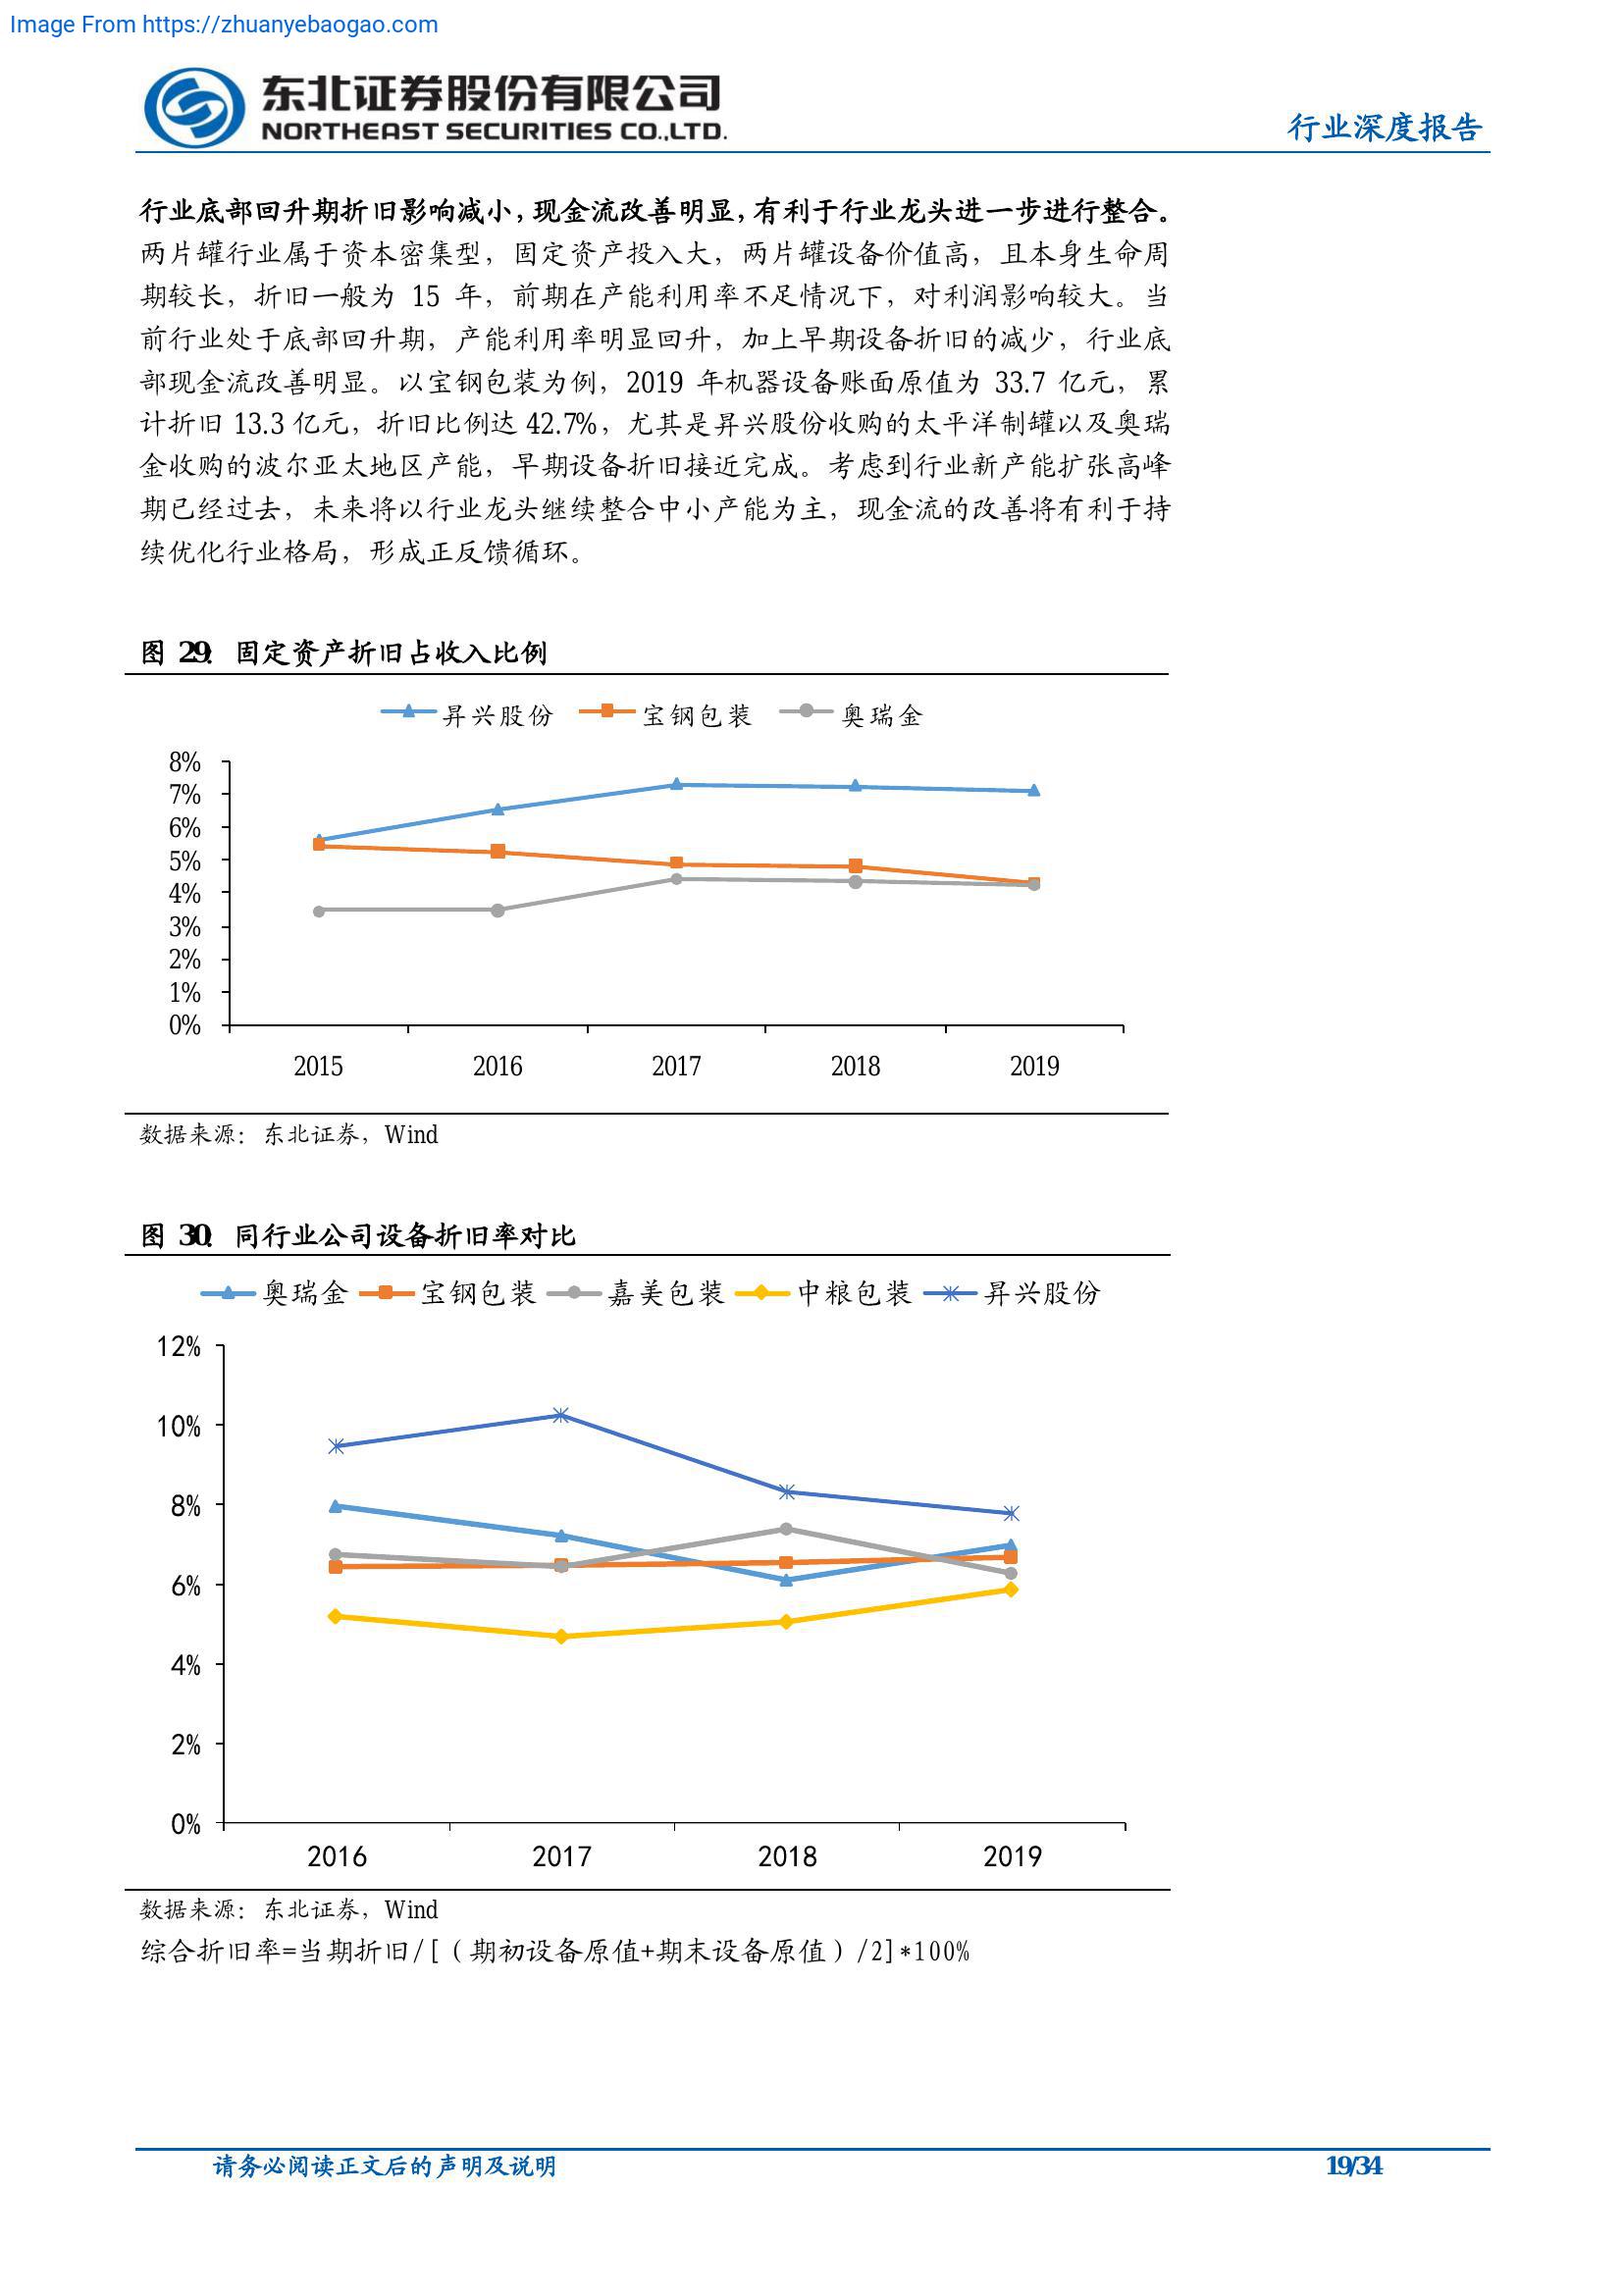 Image From https://zhuanyebaogao.com
东北证券股份有限公司
NORTHEAST SECURITIES CO.,LTD.
行业深度报告
行业底部回升期折旧影响减小，现金流改善明显，有利于行业龙头进一步进行整合。
两片罐行业属于资本密集型，固定资产投入大，两片罐设备价值高，且本身生命周
期较长，折旧一般为 15 年，前期在产能利用率不足情况下，对利润影响较大。当
前行业处于底部回升期，产能利用率明显回升，加上早期设备折旧的减少，行业底
部现金流改善明显。以宝钢包装为例，2019 年机器设备账面原值为 33.7 亿元，累
计折旧 13.3 亿元，折旧比例达 42.7%，尤其是昇兴股份收购的太平洋制罐以及奥瑞
金收购的波尔亚太地区产能，早期设备折旧接近完成。考虑到行业新产能扩张高峰
期已经过去，未来将以行业龙头继续整合中小产能为主，现金流的改善将有利于持
续优化行业格局，形成正反馈循环。
图 29：固定资产折旧占收入比例
昇兴股份 宝钢包装 奥瑞金
8%
7%
6%
5%
4%
3%
2%
1%
0%
2015 2016 2017 2018 2019
数据来源：东北证券，Wind
图 30：同行业公司设备折旧率对比
奥瑞金 宝钢包装 嘉美包装 中粮包装 昇兴股份
12%
10%
8%
6%
4%
2%
0%
2016 2017 2018 2019
数据来源：东北证券，Wind
综合折旧率=当期折旧/[（期初设备原值+期末设备原值）/2]*100%
请务必阅读正文后的声明及说明
19/34